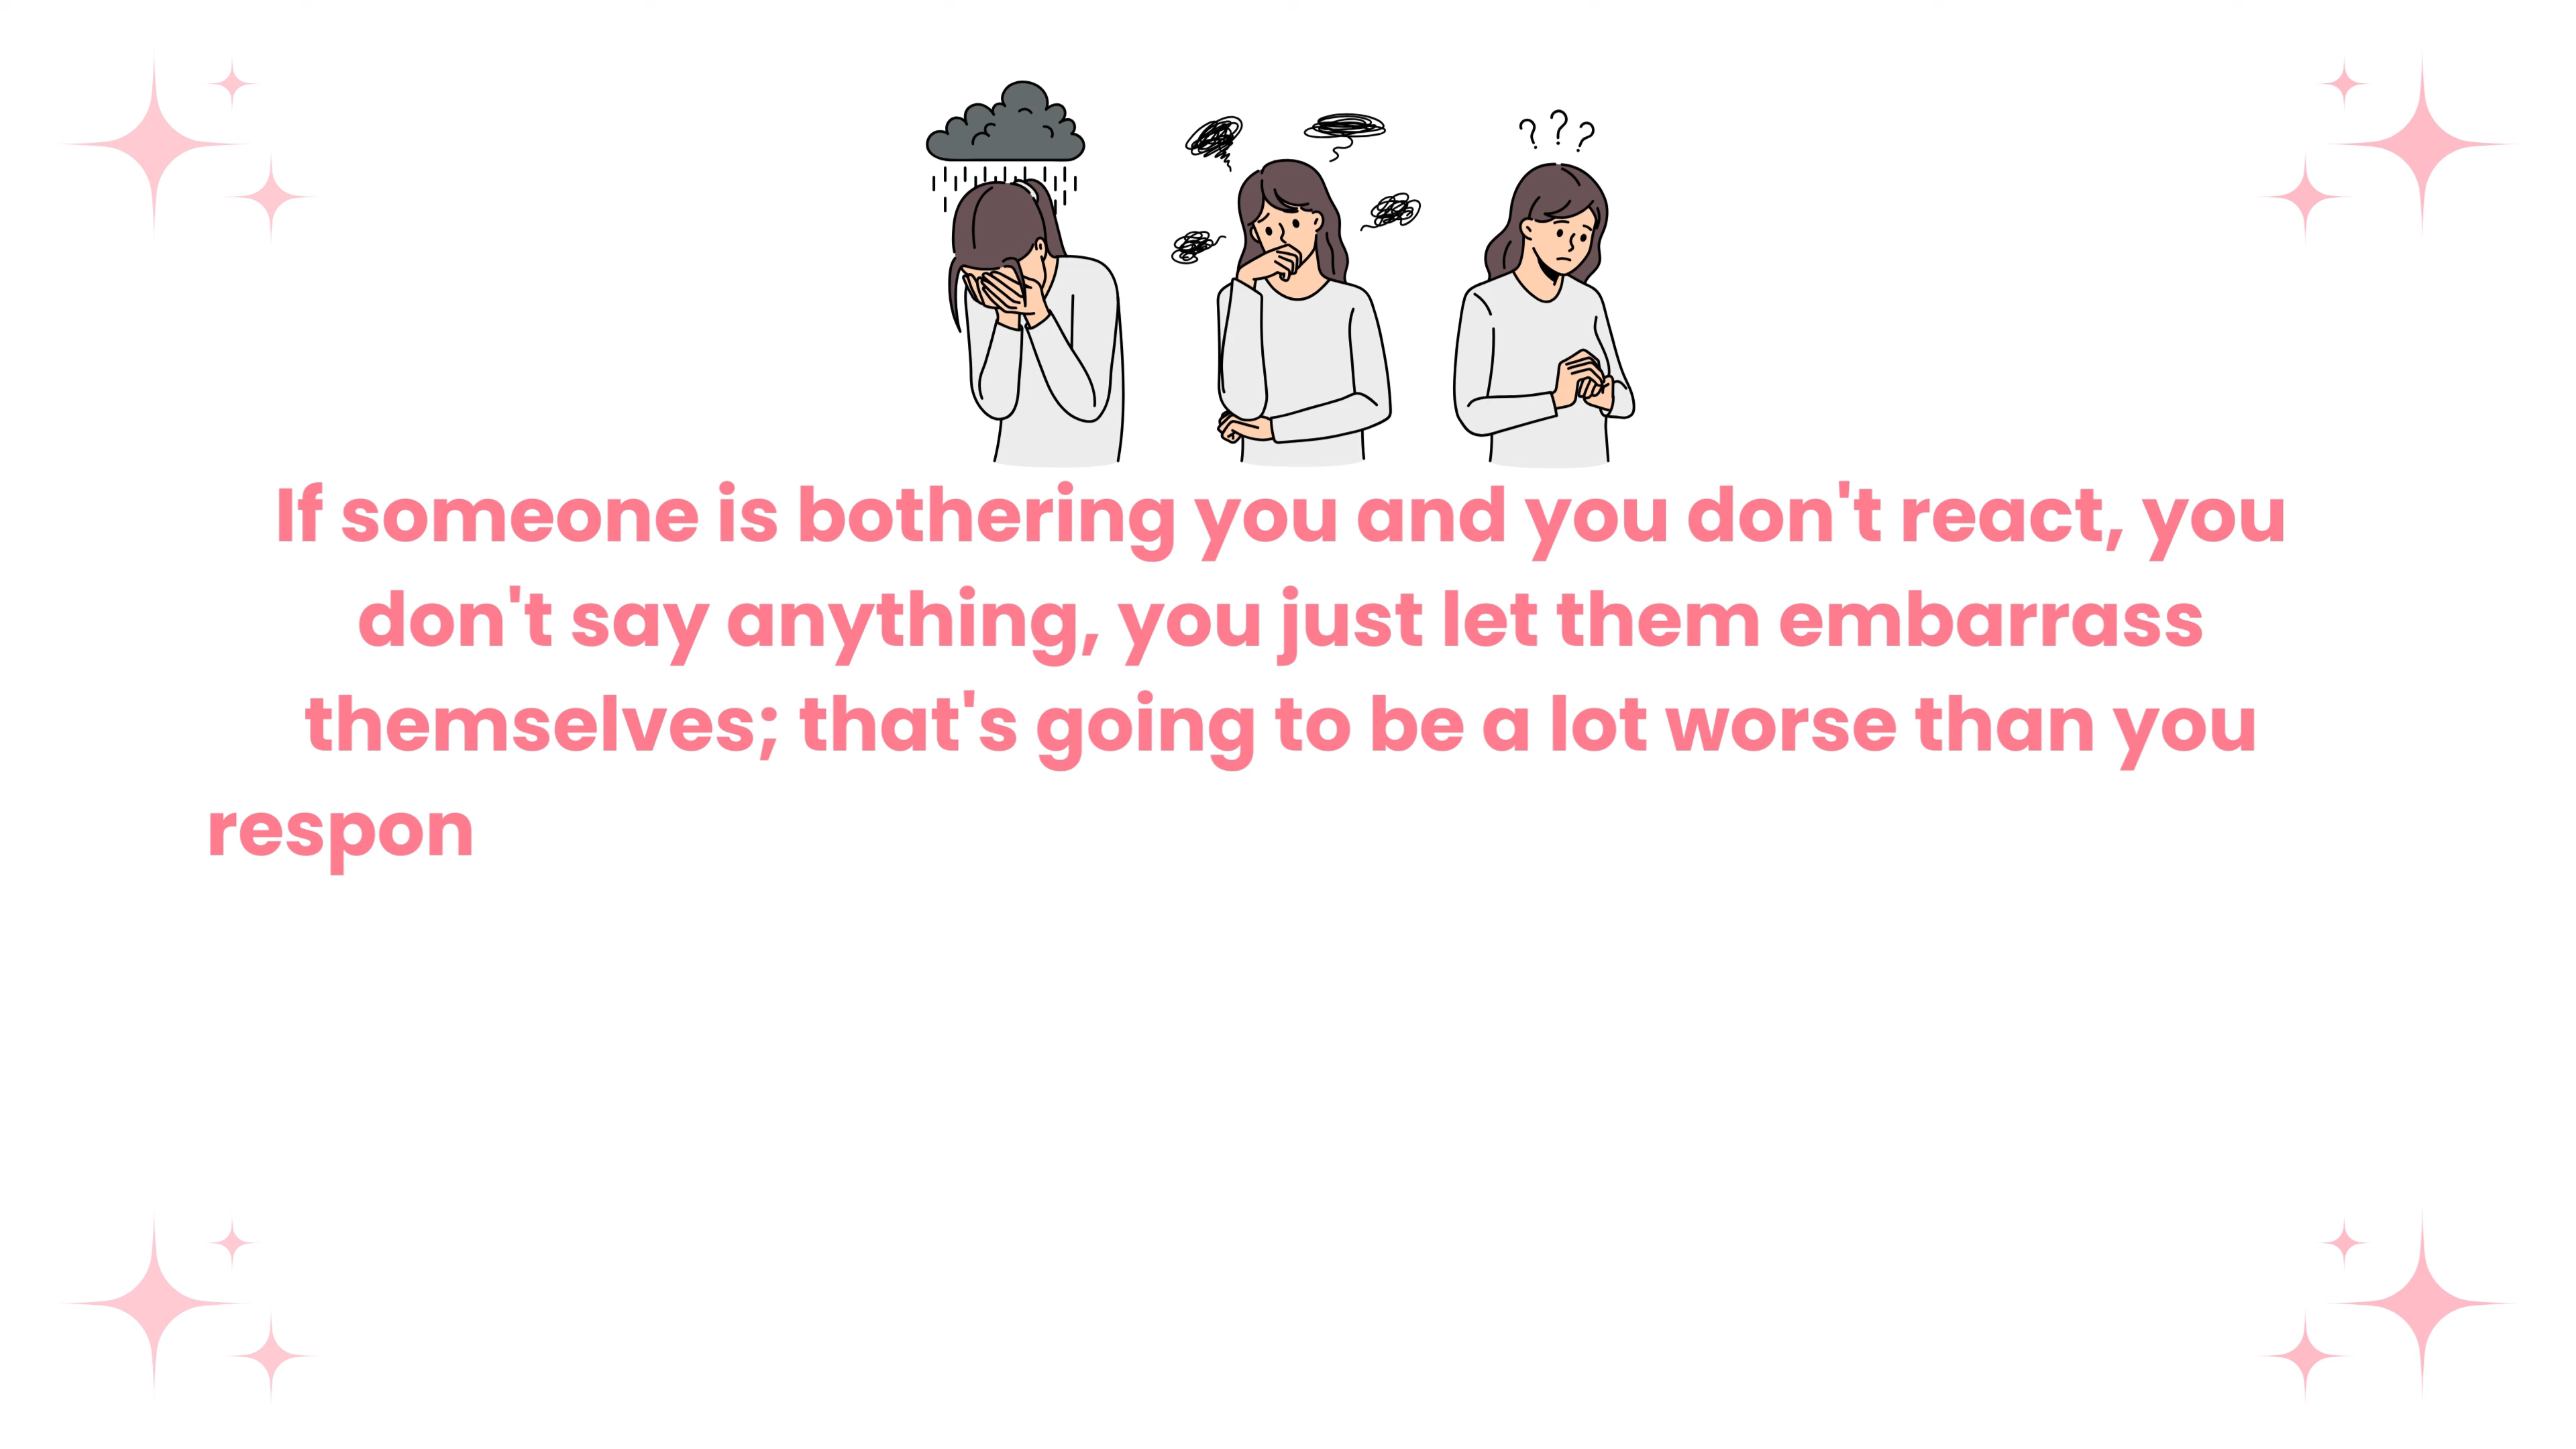 If someone is bothering you and you don't react, you
don't say anything, you just let them embarrass
themselves; that's going to be a lot worse than you
respon